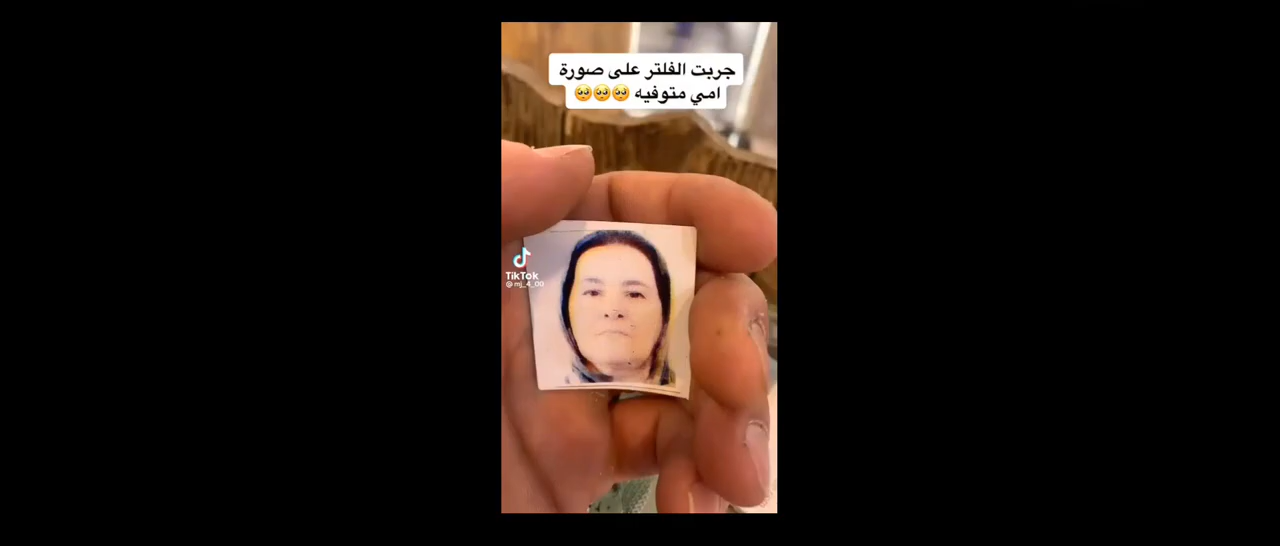 جربت الفلتر على صورة
امي متوفيه 🥺🥺🥺
TikTok
@mj_4_00